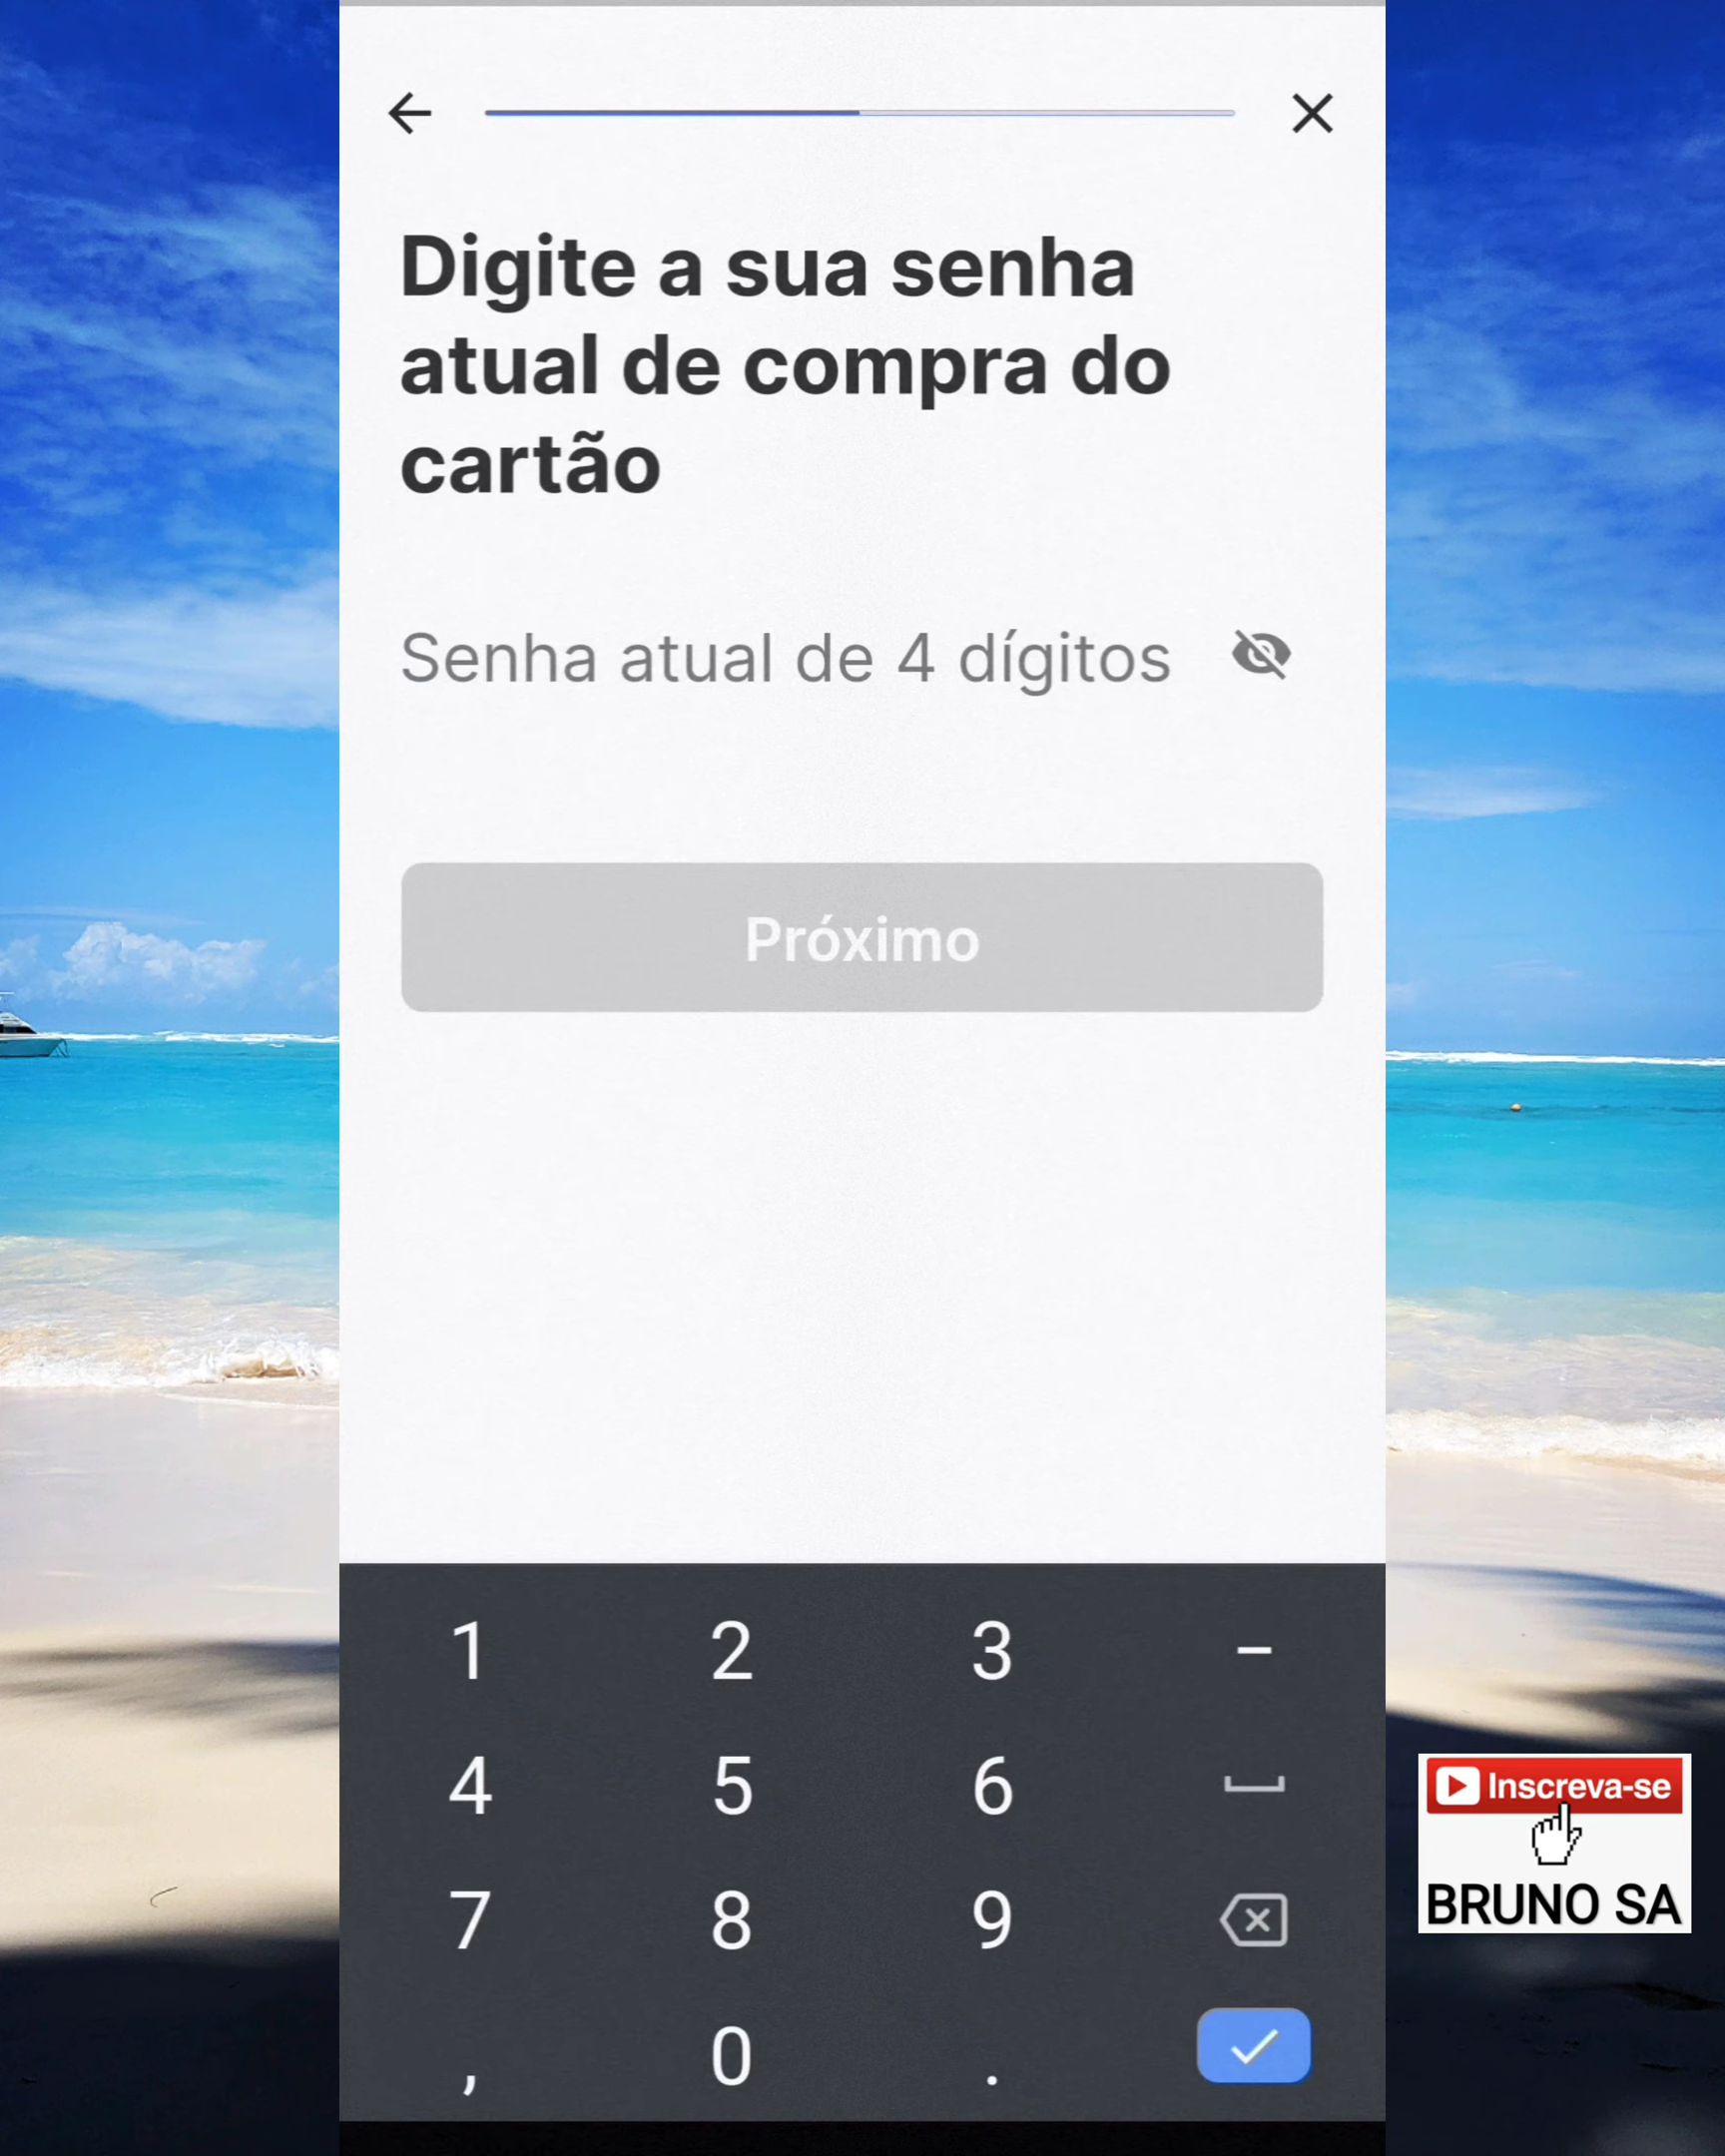 Digite a sua senha
atual de compra do
cartão
Senha atual de 4 dígitos
Próximo
1 2 3 -
4 5 6
7 8 9
, 0 .
Inscreva-se
BRUNO SA